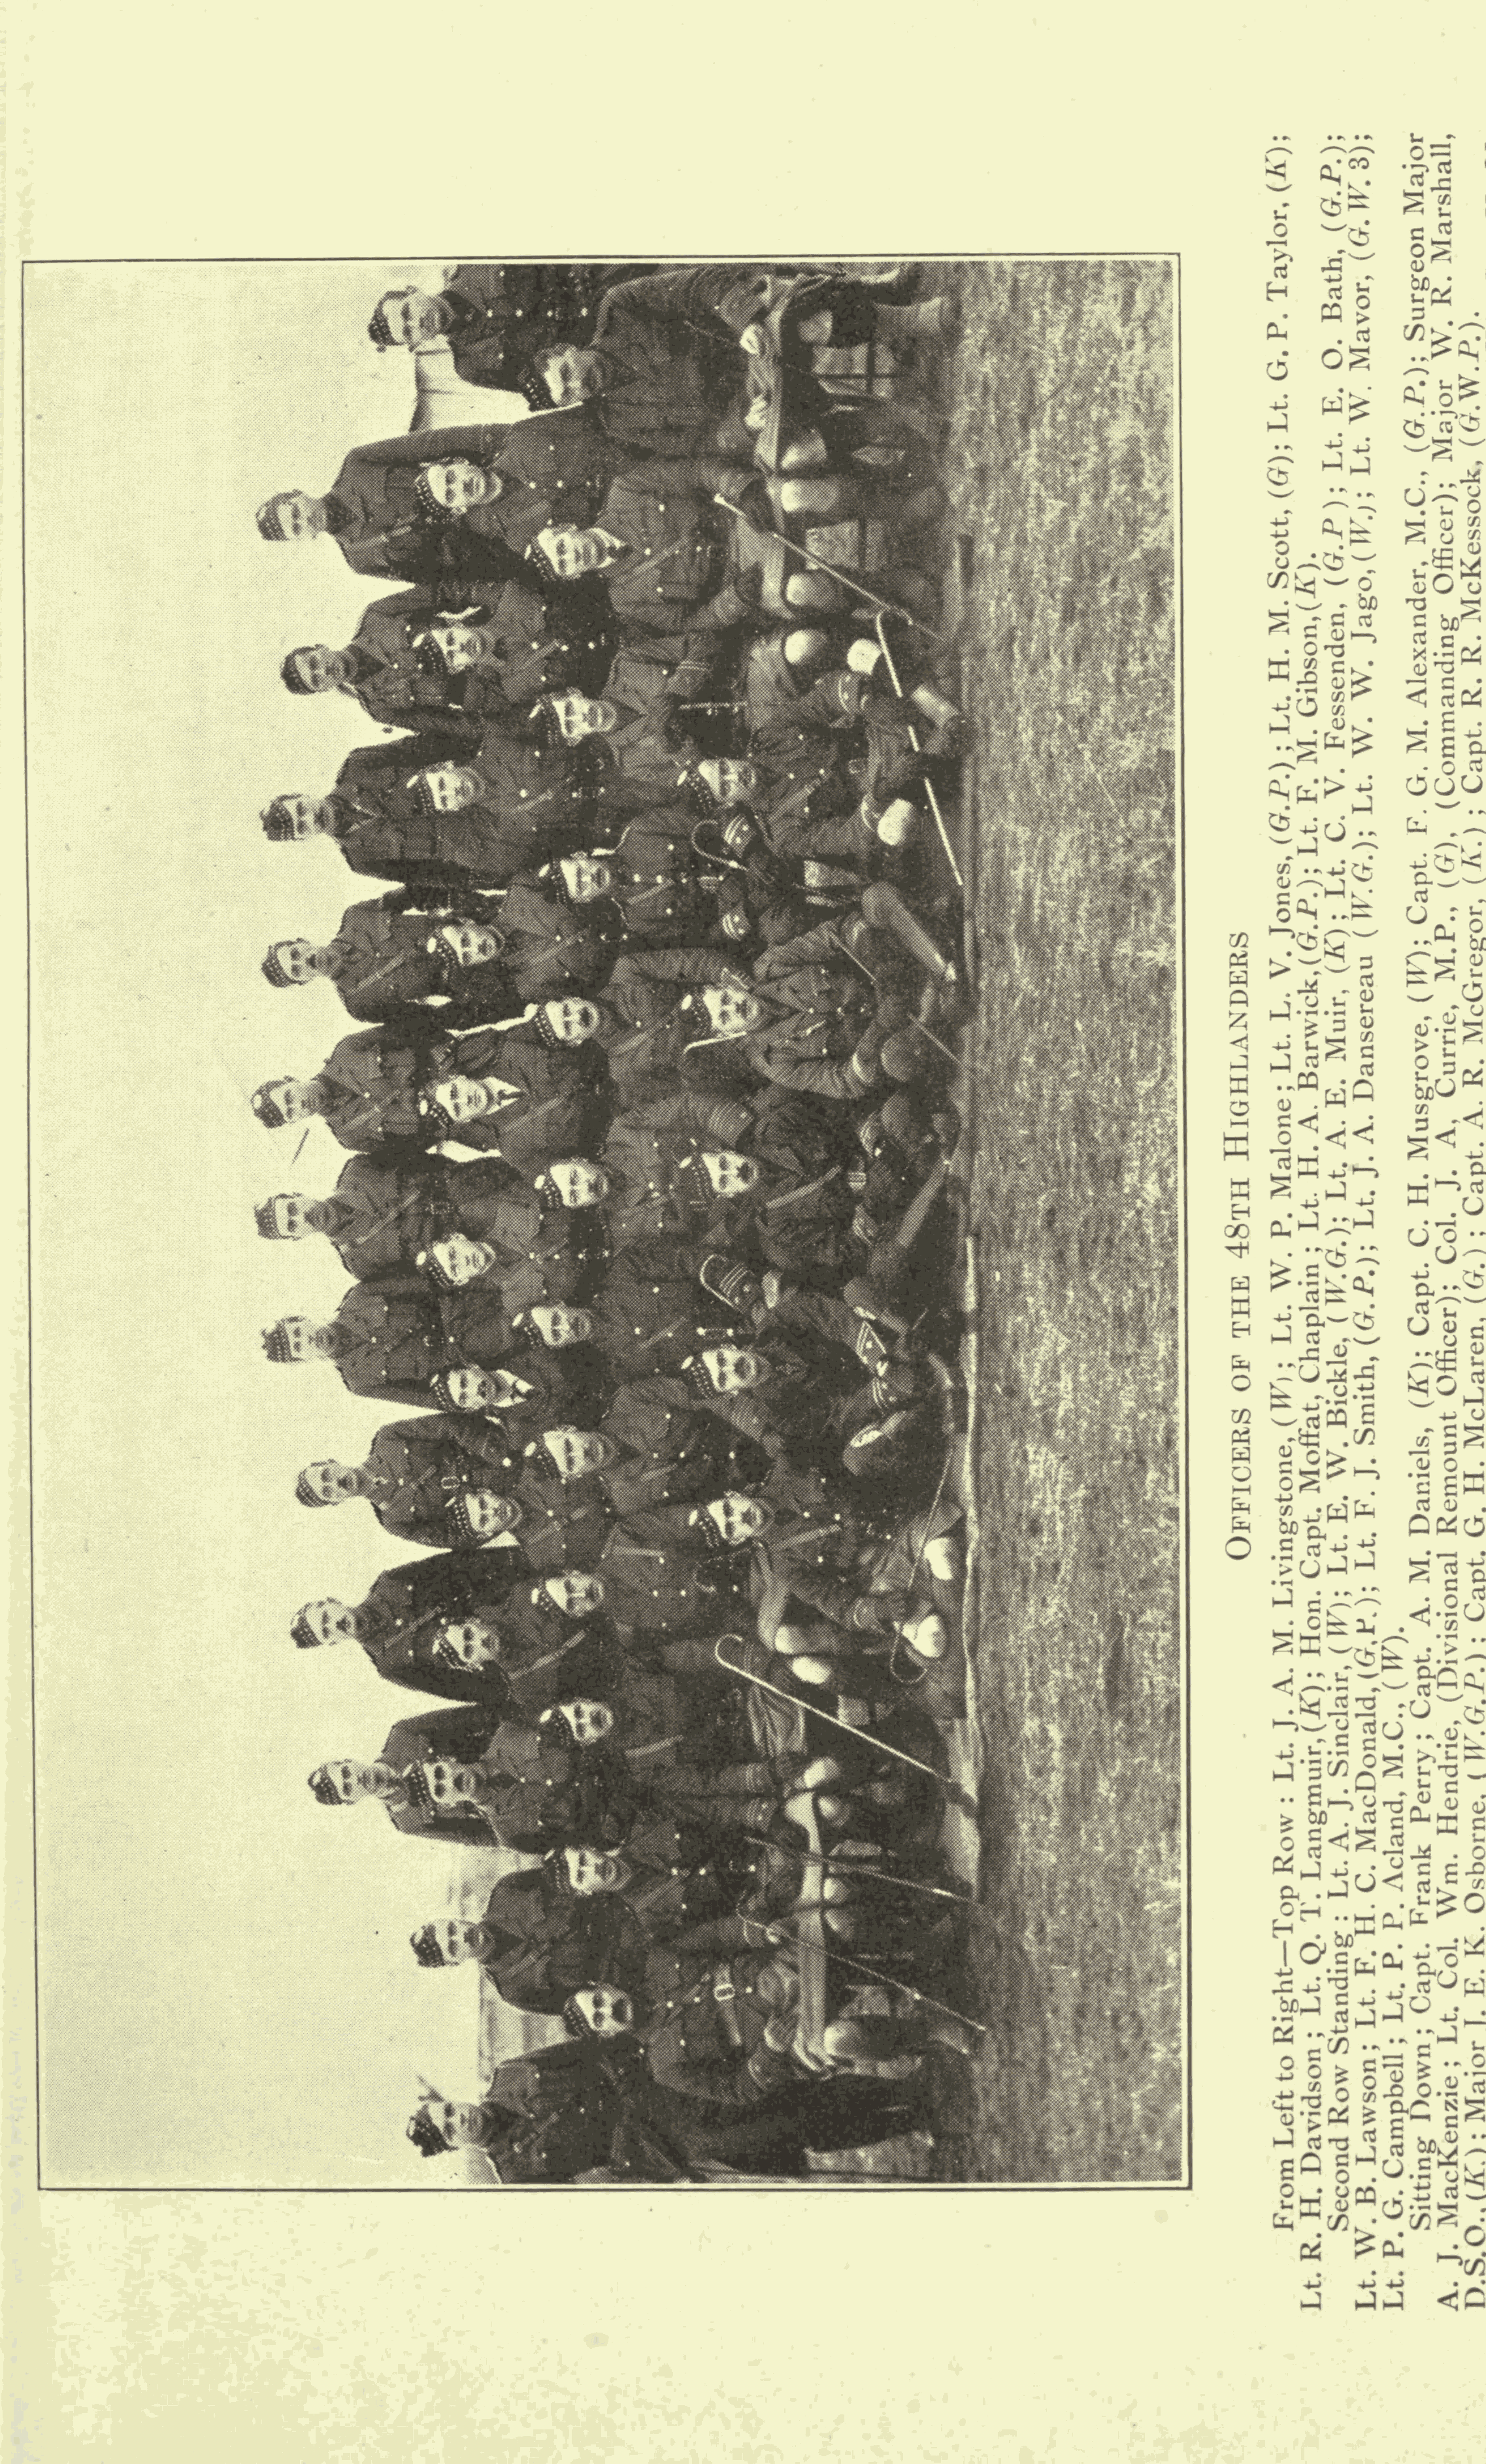 OFFICERS OF THE 48TH HIGHLANDERS
From Left to Right—Top Row : Lt. J. A. M. Livingstone, (W) ; Lt. W. P. Malone ; Lt. L. V. Jones, (G.P.) ; Lt. H. M. Scott, (G) ; Lt. G. P. Taylor, (K) ;
Lt. R. H. Davidson ; Lt. Q. T. Langmuir, (K) ; Hon. Capt. Moffat, Chaplain ; Lt. H. A. Barwick, (G.P.) ; Lt. F. M. Gibson, (K).
Second Row Standing : Lt. A. J. Sinclair, (W) ; Lt. E. W. Bickle, (W.G.) ; Lt. A. E. Muir, (K) ; Lt. C. V. Fessenden, (G.P ) ; Lt. E. O. Bath, (G.P.) ;
Lt. W. B. Lawson ; Lt. F. H. C. MacDonald, (G.P.) ; Lt. F. J. Smith, (G.P.) ; Lt. J. A. Dansereau (W.G.) ; Lt. W. W. Jago, (W.) ; Lt. W. Mavor, (G.W. 3) ;
Lt. P. G. Campbell ; Lt. P. P. Acland, M.C., (W).
Sitting Down ; Capt. Frank Perry ; Capt. A. M. Daniels, (K) ; Capt. C. H. Musgrove, (W) ; Capt. F. G. M. Alexander, M.C., (G.P.) ; Surgeon Major
A. J. MacKenzie ; Lt. Col. Wm. Hendrie, (Divisional Remount Officer) ; Col. J. A, Currie, M.P., (G), (Commanding Officer) ; Major W. R. Marshall,
D.S.O., (K.) ; Major J. E. K. Osborne, (W.G.P.) ; Capt. G. H. McLaren, (G.) ; Capt. A. R. McGregor, (K.) ; Capt. R. R. McKessock, (G.W.P.).